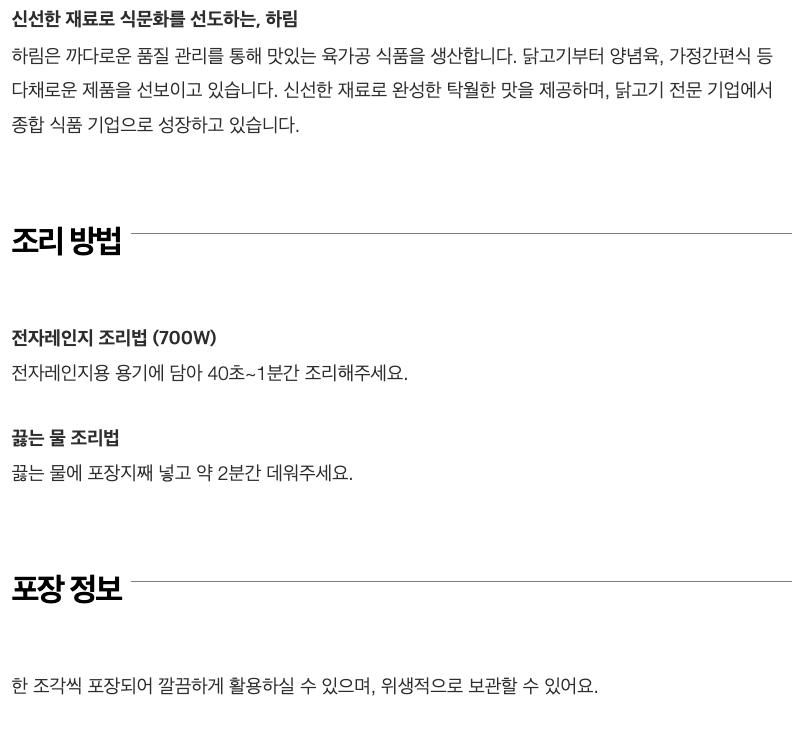 신선한 재료로 식문화를 선도하는, 하림
하림은 까다로운 품질 관리를 통해 맛있는 육가공 식품을 생산합니다. 닭고기부터 양념육, 가정간편식 등
다채로운 제품을 선보이고 있습니다. 신선한 재료로 완성한 탁월한 맛을 제공하며, 닭고기 전문 기업에서
종합 식품 기업으로 성장하고 있습니다.
조리 방법
전자레인지 조리법 (700W)
전자레인지용 용기에 담아 40초~1분간 조리해주세요.
끓는 물 조리법
끓는 물에 포장지째 넣고 약 2분간 데워주세요.
포장 정보
한 조각씩 포장되어 깔끔하게 활용하실 수 있으며, 위생적으로 보관할 수 있어요.